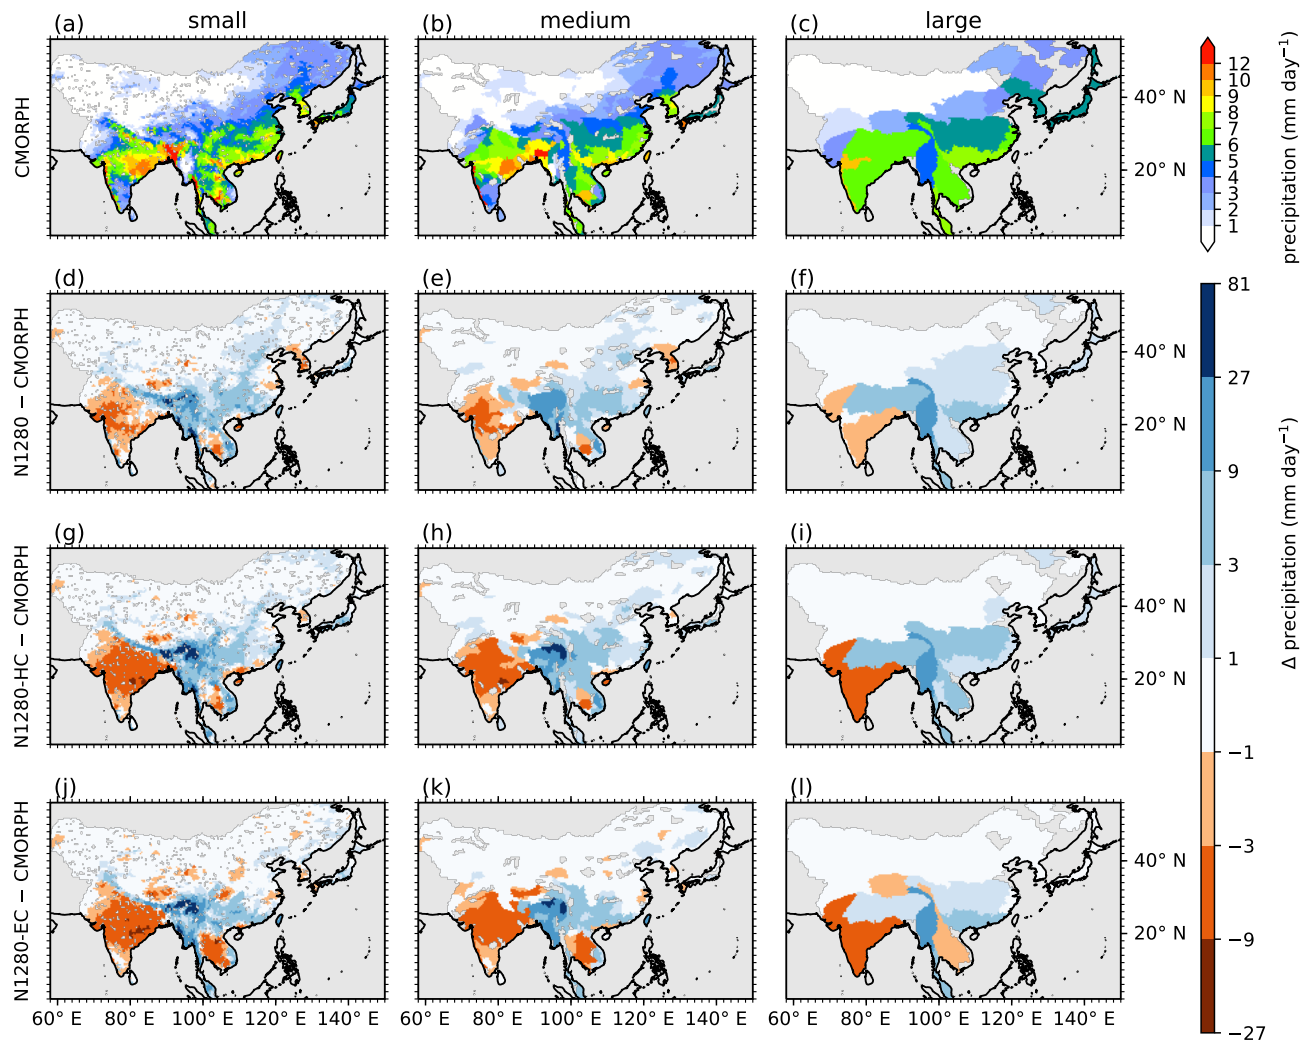 small
medium
large
(a)
(b)
(c)
CMORPH
40° N
20° N
12
10
9
8
7
6
5
4
3
2
1
precipitation (mm day⁻¹)
(d)
(e)
(f)
N1280 − CMORPH
40° N
20° N
(g)
(h)
(i)
N1280-HC − CMORPH
40° N
20° N
(j)
(k)
(l)
N1280-EC − CMORPH
40° N
20° N
60° E 80° E 100° E 120° E 140° E
60° E 80° E 100° E 120° E 140° E
60° E 80° E 100° E 120° E 140° E
81
27
9
3
1
−1
−3
−9
−27
Δ precipitation (mm day⁻¹)